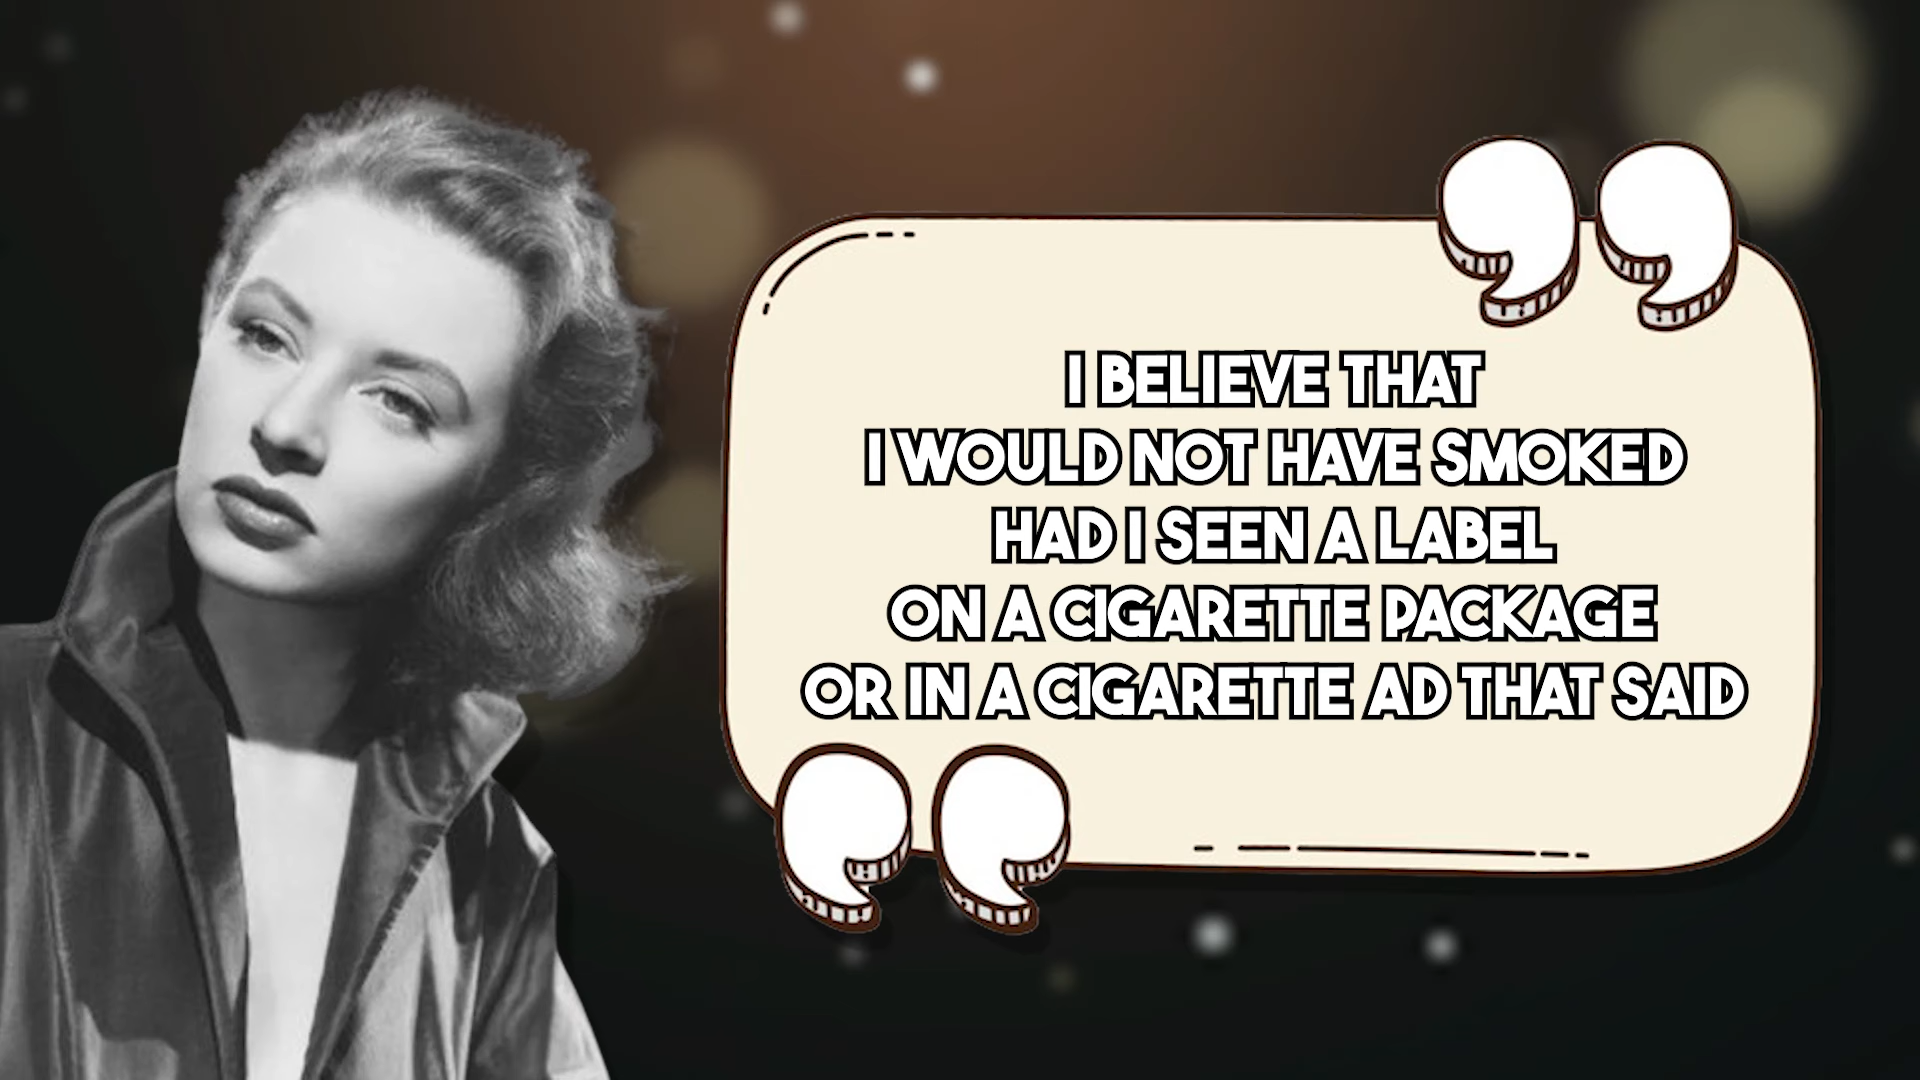 I BELIEVE THAT
I WOULD NOT HAVE SMOKED
HAD I SEEN A LABEL
ON A CIGARETTE PACKAGE
OR IN A CIGARETTE AD THAT SAID